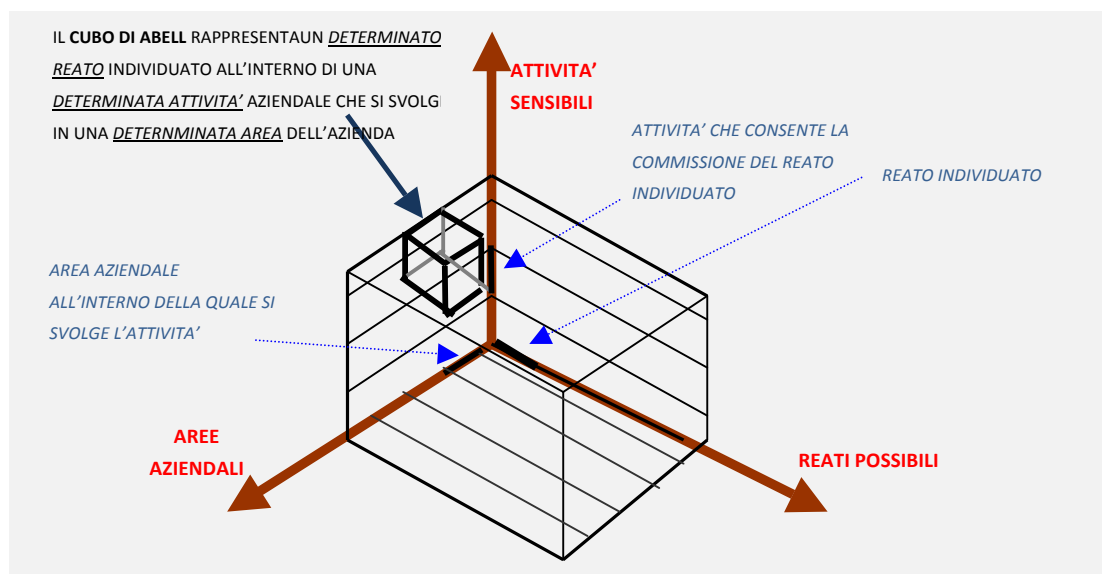 IL CUBO DI ABELL RAPPRESENTAUN DETERMINATO
REATO INDIVIDUATO ALL’INTERNO DI UNA
DETERMINATA ATTIVITA’ AZIENDALE CHE SI SVOLGE
IN UNA DETERNMINATA AREA DELL’AZIENDA
ATTIVITA’
SENSIBILI
ATTIVITA’ CHE CONSENTE LA
COMMISSIONE DEL REATO
INDIVIDUATO
REATO INDIVIDUATO
AREA AZIENDALE
ALL’INTERNO DELLA QUALE SI
SVOLGE L’ATTIVITA’
AREE
AZIENDALI
REATI POSSIBILI